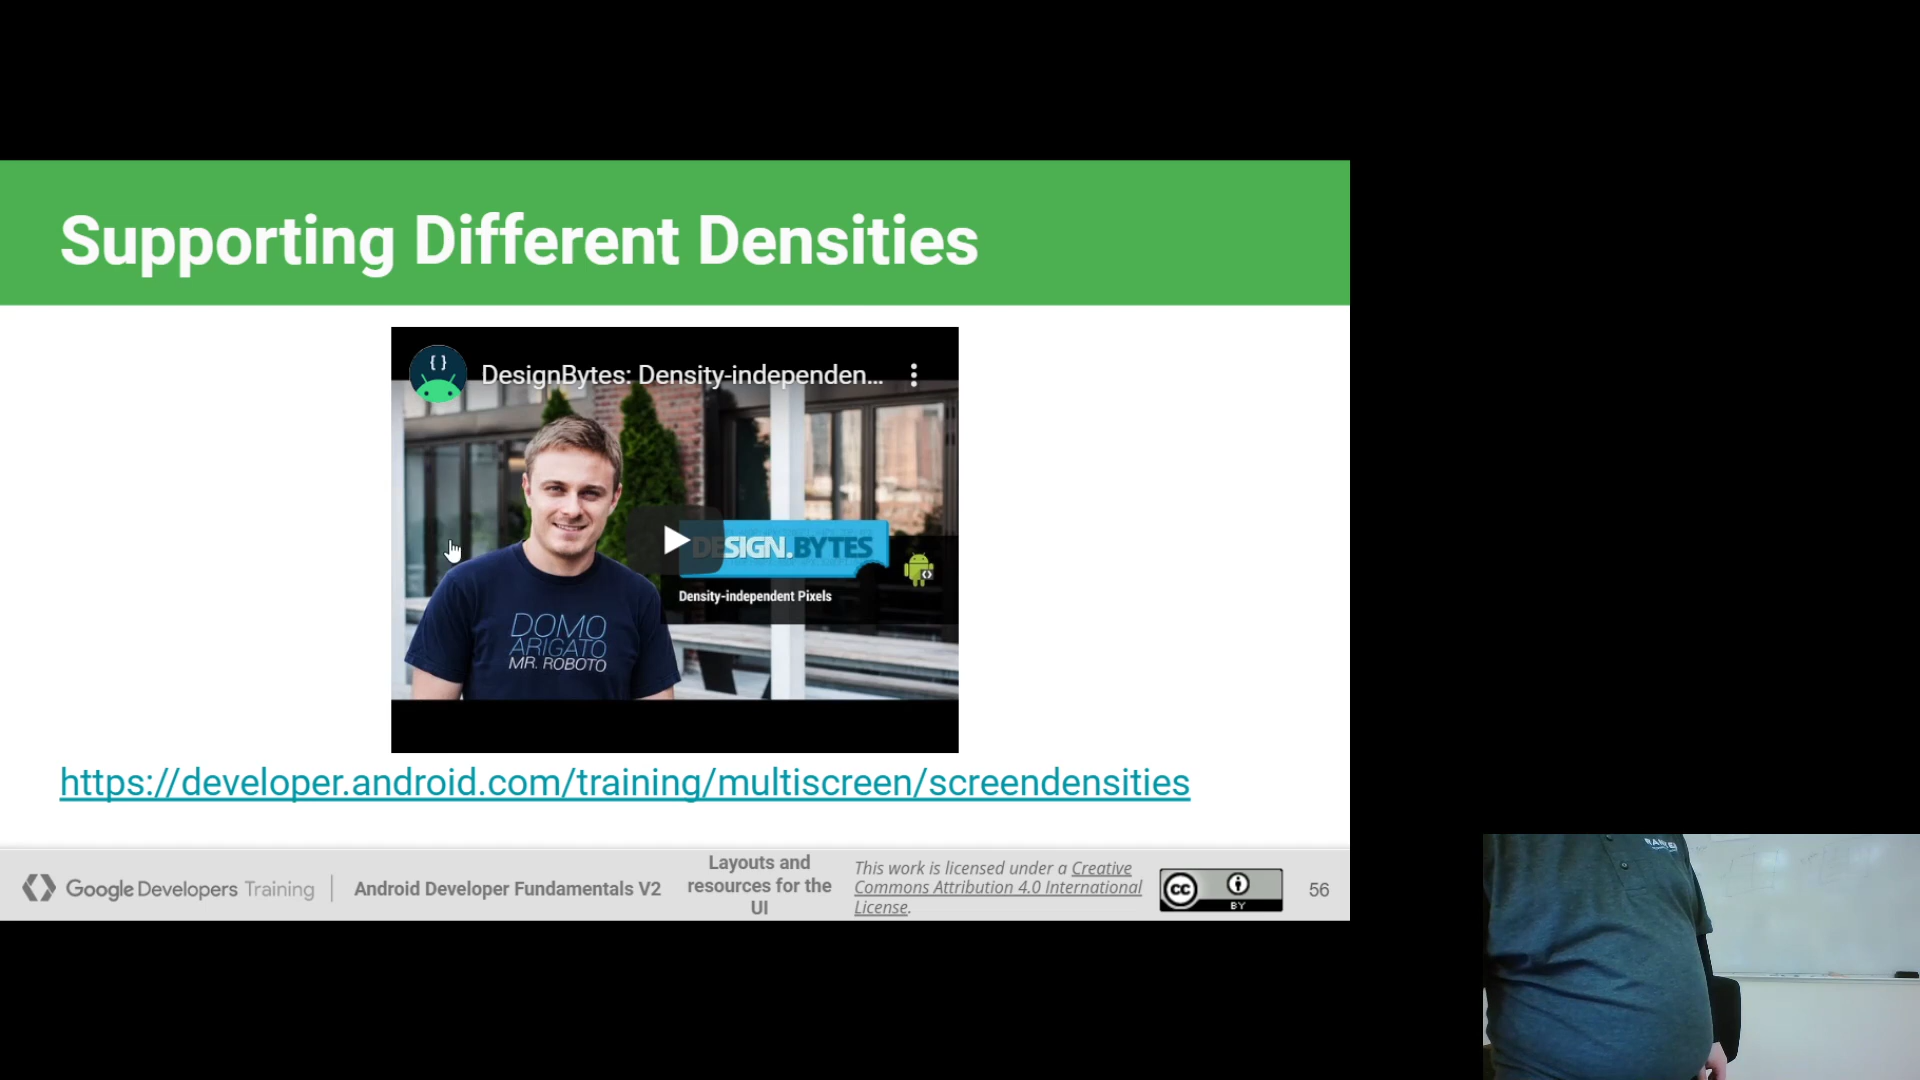 Supporting Different Densities
{ }
DesignBytes: Density-independen...
DESIGN.BYTES
Density-independent Pixels
DOMO
ARIGATO
MR. ROBOTO
https://developer.android.com/training/multiscreen/screendensities
Google Developers Training
Android Developer Fundamentals V2
Layouts and
resources for the
UI
This work is licensed under a Creative
Commons Attribution 4.0 International
License.
cc
BY
56